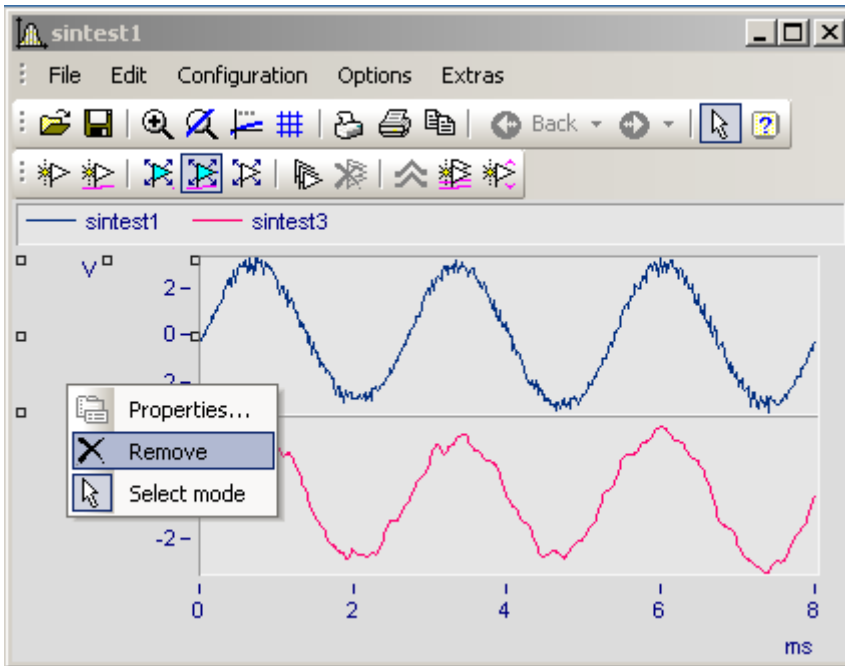 sintest1
File Edit Configuration Options Extras
Back
sintest1 sintest3
V
2
0
2
Properties...
Remove
Select mode
-2
0 2 4 6 8
ms